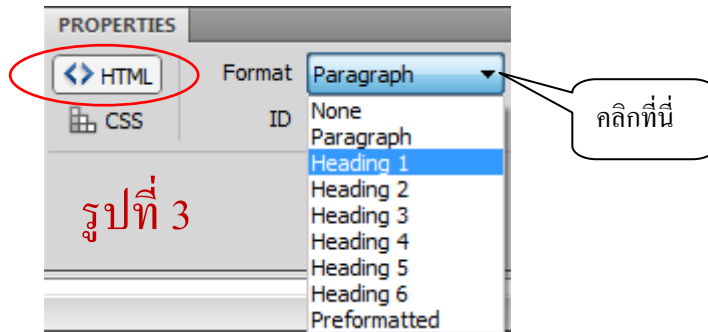 PROPERTIES
<> HTML
Format Paragraph
CSS
ID
None
Paragraph
Heading 1
Heading 2
Heading 3
Heading 4
Heading 5
Heading 6
Preformatted
คลิกที่นี่
รูปที่ 3